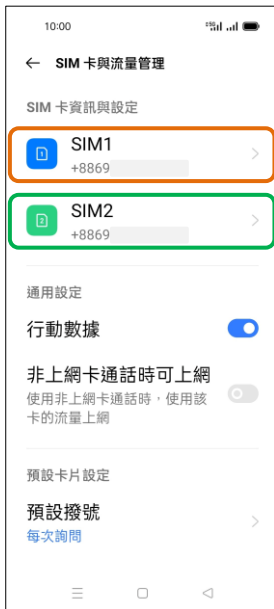 10:00
← SIM 卡與流量管理
SIM 卡資訊與設定
1
SIM1
+8869
2
SIM2
+8869
通用設定
行動數據
非上網卡通話時可上網
使用非上網卡通話時，使用該
卡的流量上網
預設卡片設定
預設撥號
每次詢問